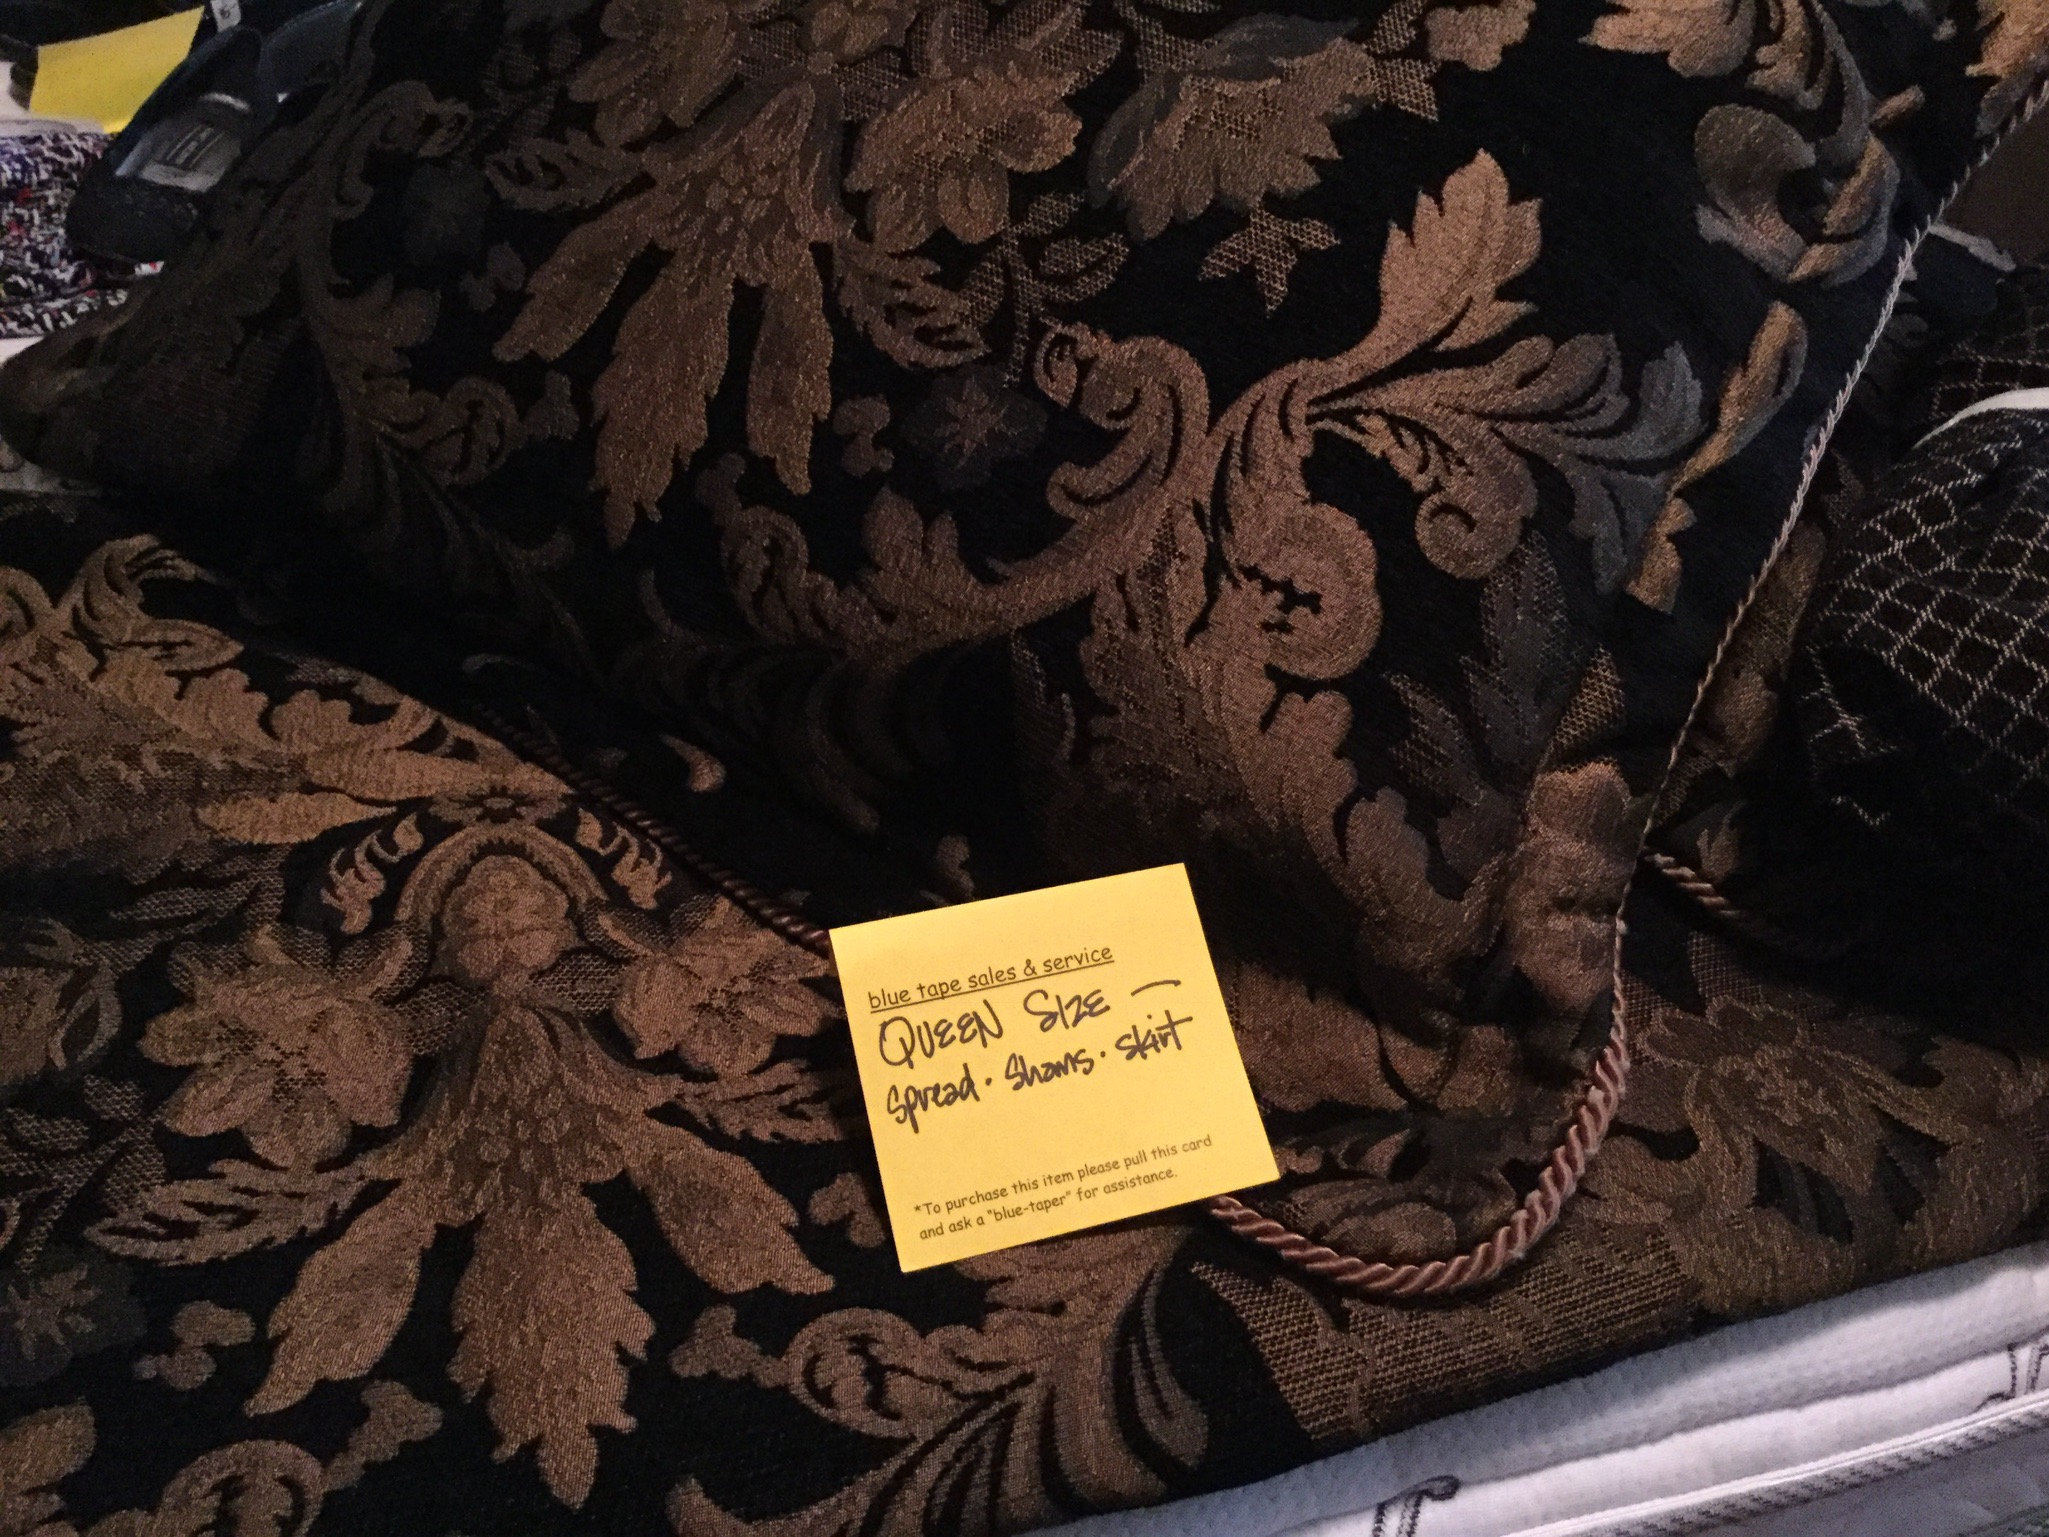 blue tape sales & service
QUEEN SIZE —
spread · shams · skirt
*To purchase this item please pull this card
and ask a "blue-taper" for assistance.